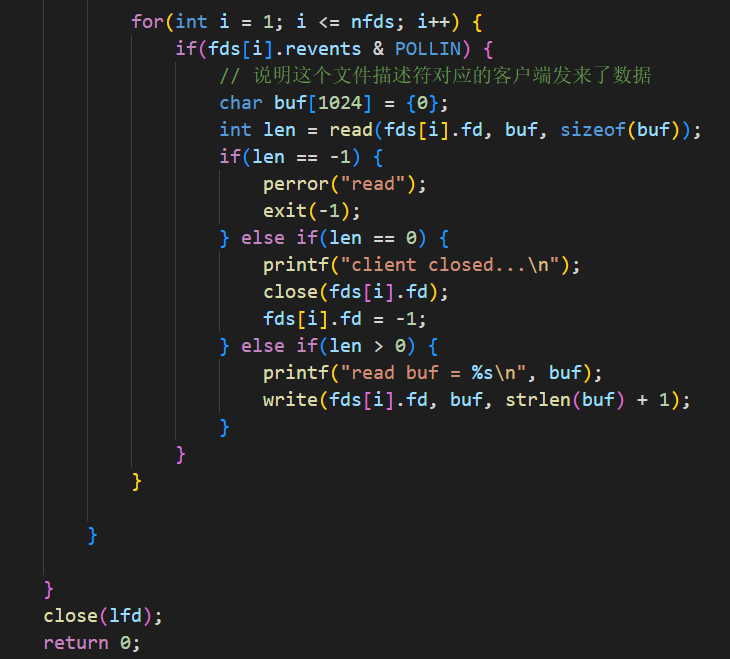 for(int i = 1; i <= nfds; i++) {
if(fds[i].revents & POLLIN) {
// 说明这个文件描述符对应的客户端发来了数据
char buf[1024] = {0};
int len = read(fds[i].fd, buf, sizeof(buf));
if(len == -1) {
perror("read");
exit(-1);
} else if(len == 0) {
printf("client closed...\n");
close(fds[i].fd);
fds[i].fd = -1;
} else if(len > 0) {
printf("read buf = %s\n", buf);
write(fds[i].fd, buf, strlen(buf) + 1);
}
}
}
}
}
close(lfd);
return 0;